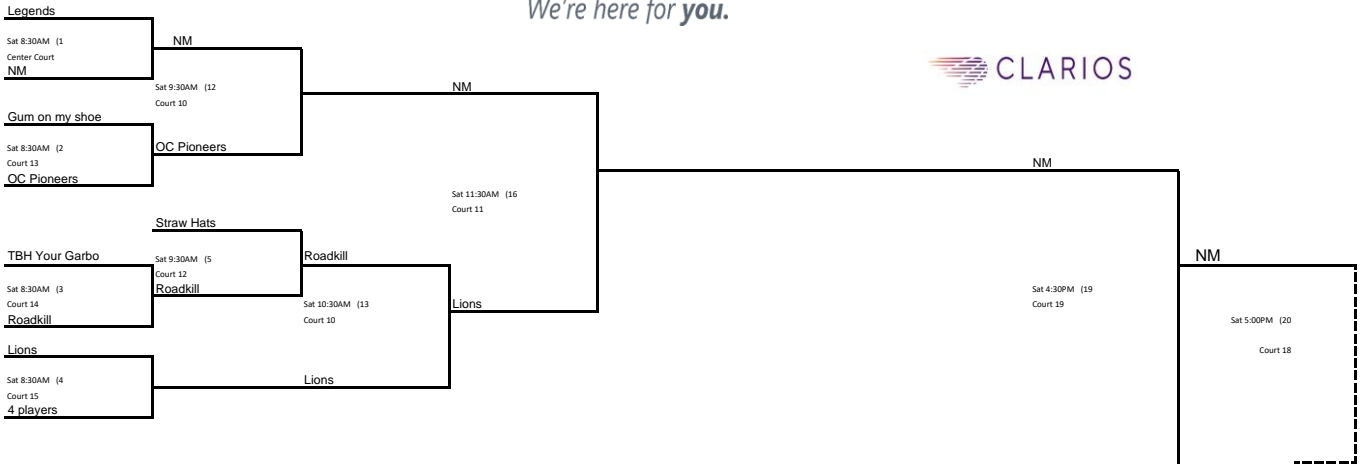 We're here for you.
CLARIOS
Legends
Sat 8:30AM (1
Center Court
NM
NM
Sat 9:30AM (12
Court 10
NM
Gum on my shoe
Sat 8:30AM (2
Court 13
OC Pioneers
OC Pioneers
NM
Sat 11:30AM (16
Court 11
Straw Hats
TBH Your Garbo
Sat 9:30AM (5
Court 12
Roadkill
Roadkill
NM
Sat 8:30AM (3
Court 14
Roadkill
Sat 10:30AM (13
Court 10
Lions
Sat 4:30PM (19
Court 19
Sat 5:00PM (20
Court 18
Lions
Sat 8:30AM (4
Court 15
4 players
Lions